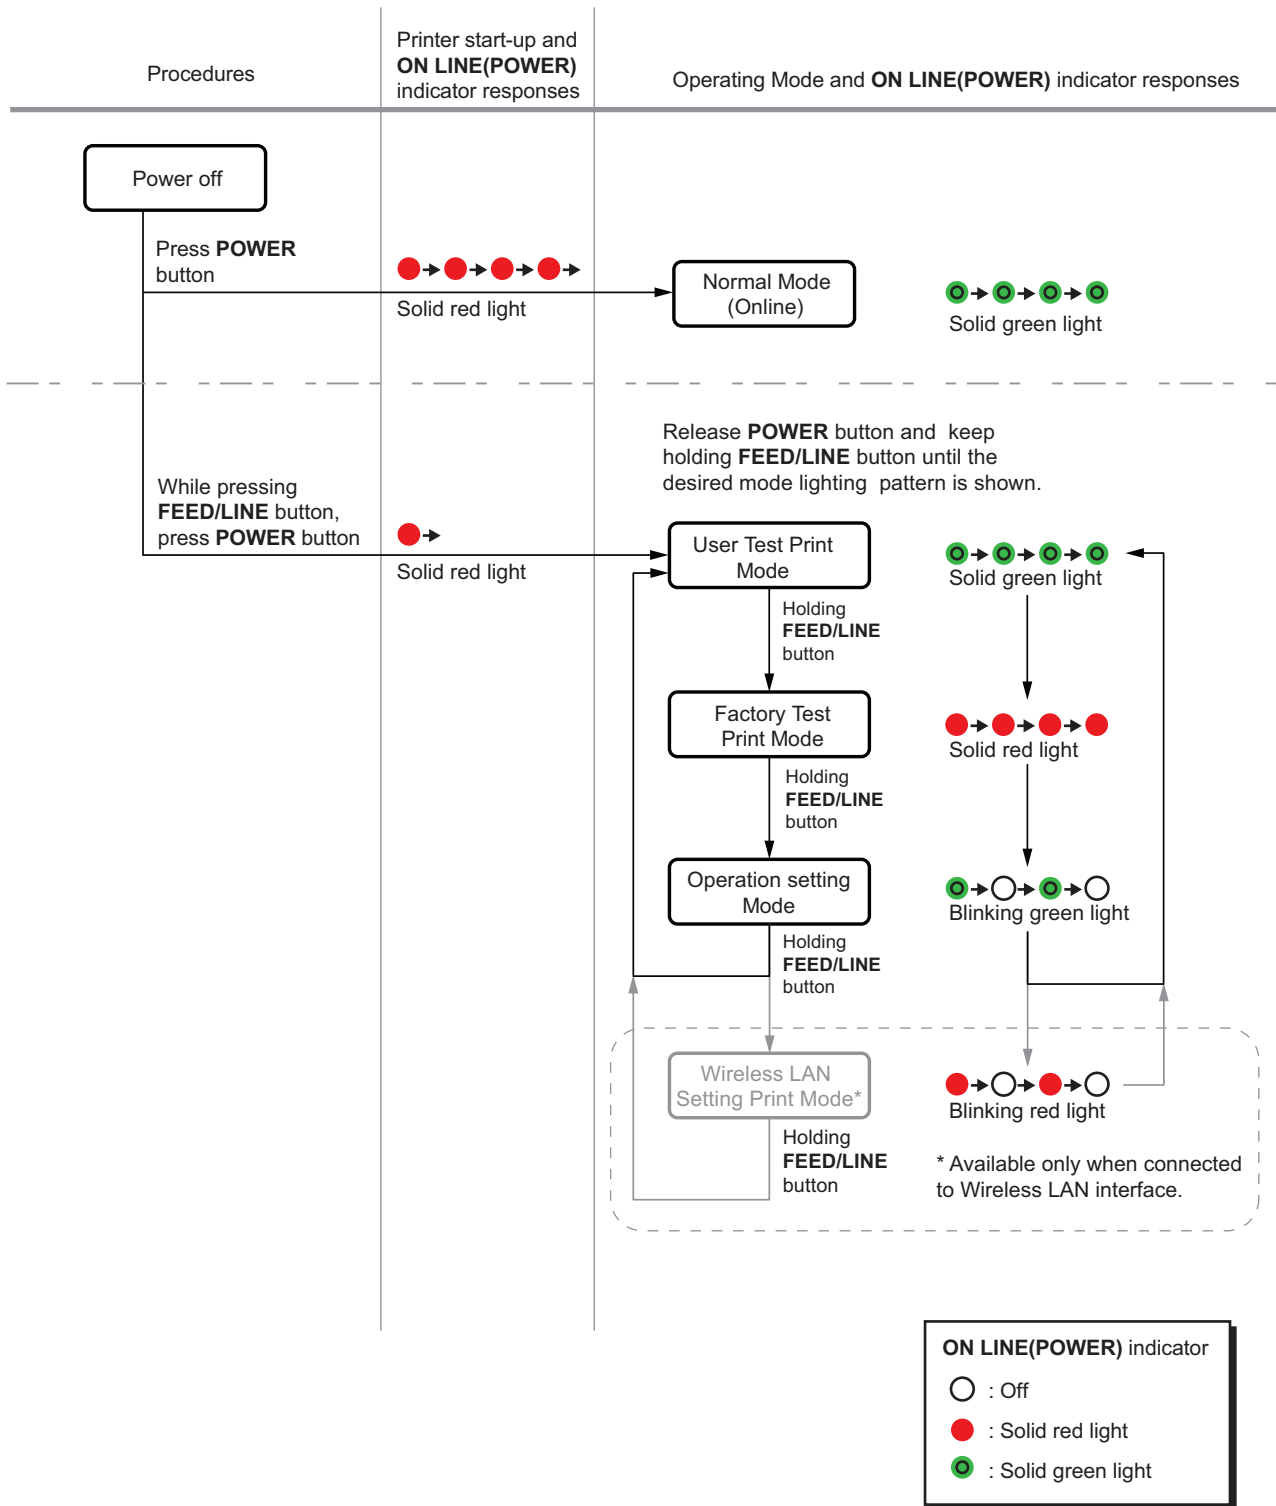 Procedures
Printer start-up and
ON LINE(POWER)
indicator responses
Operating Mode and ON LINE(POWER) indicator responses
Power off
Press POWER
button
Solid red light
Normal Mode
(Online)
Solid green light
Release POWER button and keep
holding FEED/LINE button until the
desired mode lighting pattern is shown.
While pressing
FEED/LINE button,
press POWER button
Solid red light
User Test Print
Mode
Solid green light
Holding
FEED/LINE
button
Factory Test
Print Mode
Solid red light
Holding
FEED/LINE
button
Operation setting
Mode
Blinking green light
Holding
FEED/LINE
button
Wireless LAN
Setting Print Mode*
Blinking red light
Holding
FEED/LINE
button
* Available only when connected
to Wireless LAN interface.
ON LINE(POWER) indicator
: Off
: Solid red light
: Solid green light